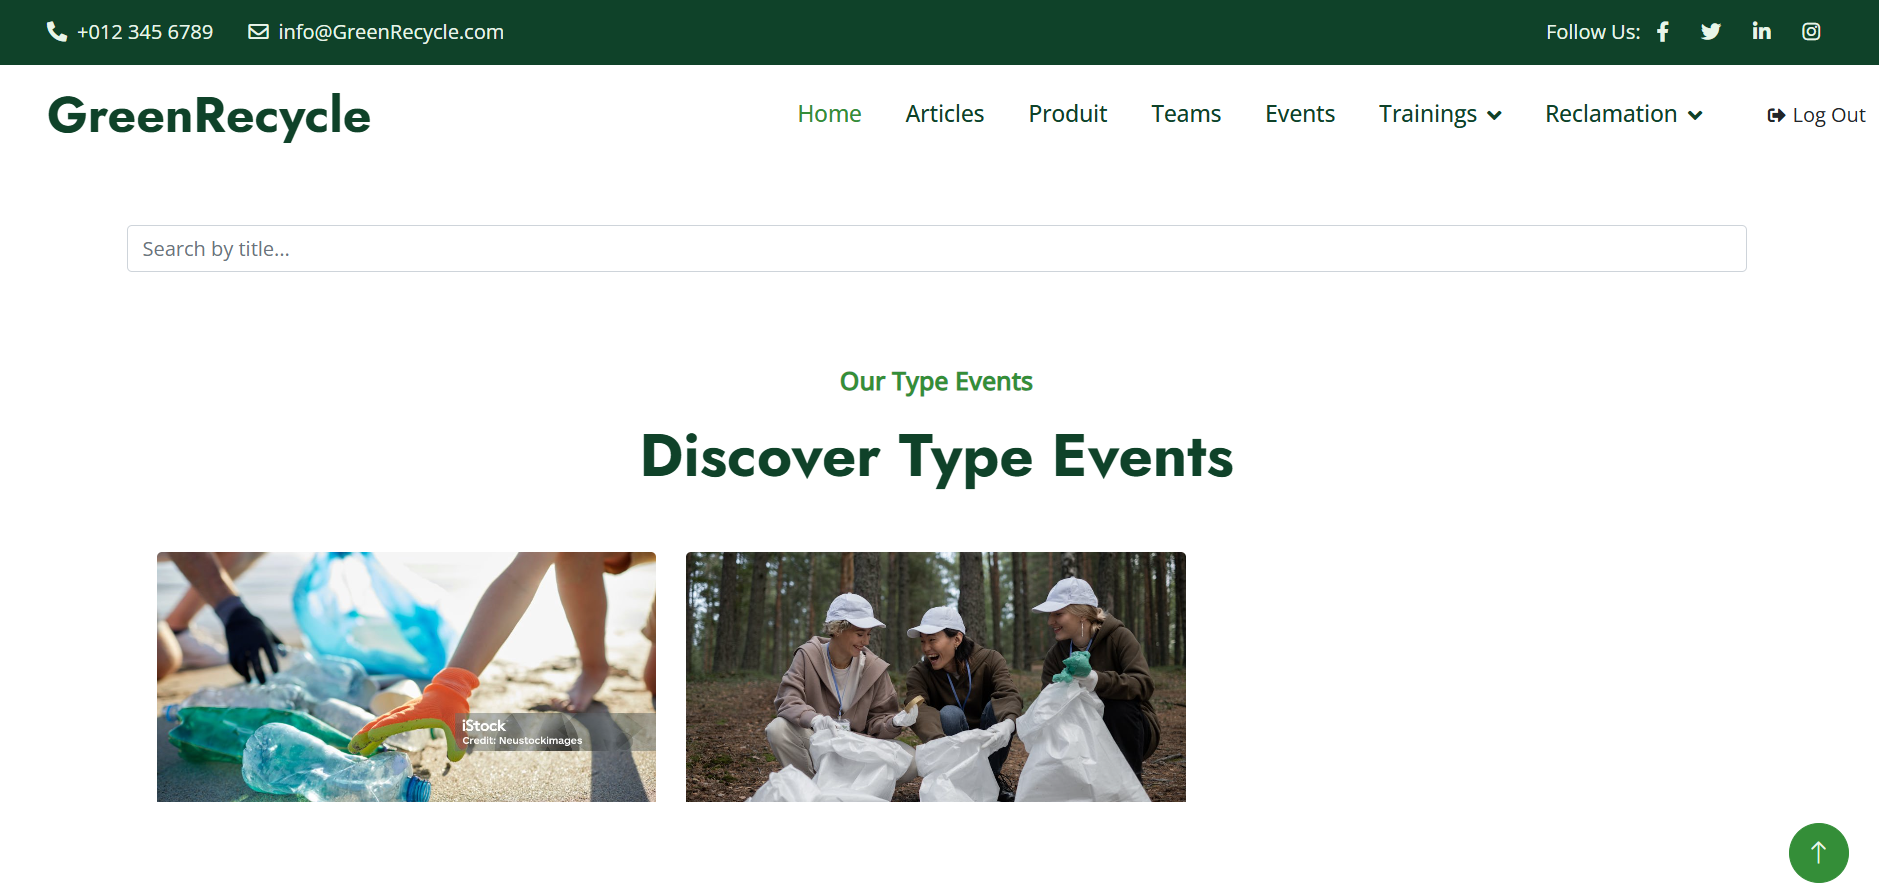 +012 345 6789 info@GreenRecycle.com Follow Us:
GreenRecycle Home Articles Produit Teams Events Trainings Reclamation Log Out
Search by title...
Our Type Events
Discover Type Events
iStock
Credit: Neustockimages